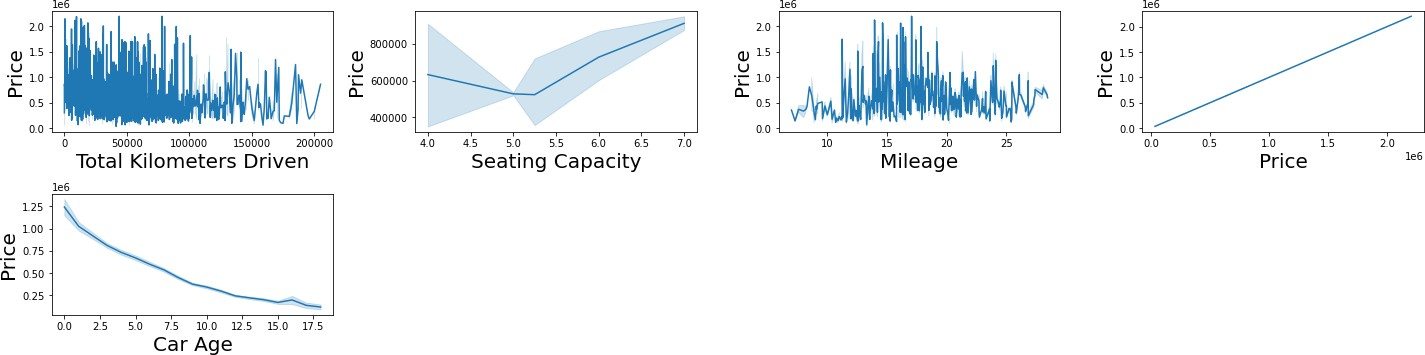 1e6
2.0
1.5
1.0
0.5
0.0
Price
0 50000 100000 150000 200000
Total Kilometers Driven
800000
600000
400000
Price
4.0 4.5 5.0 5.5 6.0 6.5 7.0
Seating Capacity
1e6
2.0
1.5
1.0
0.5
0.0
Price
10 15 20 25
Mileage
1e6
2.0
1.5
1.0
0.5
0.0
Price
0.0 0.5 1.0 1.5 2.0
1e6
Price
1e6
1.25
1.00
0.75
0.50
0.25
Price
0.0 2.5 5.0 7.5 10.0 12.5 15.0 17.5
Car Age